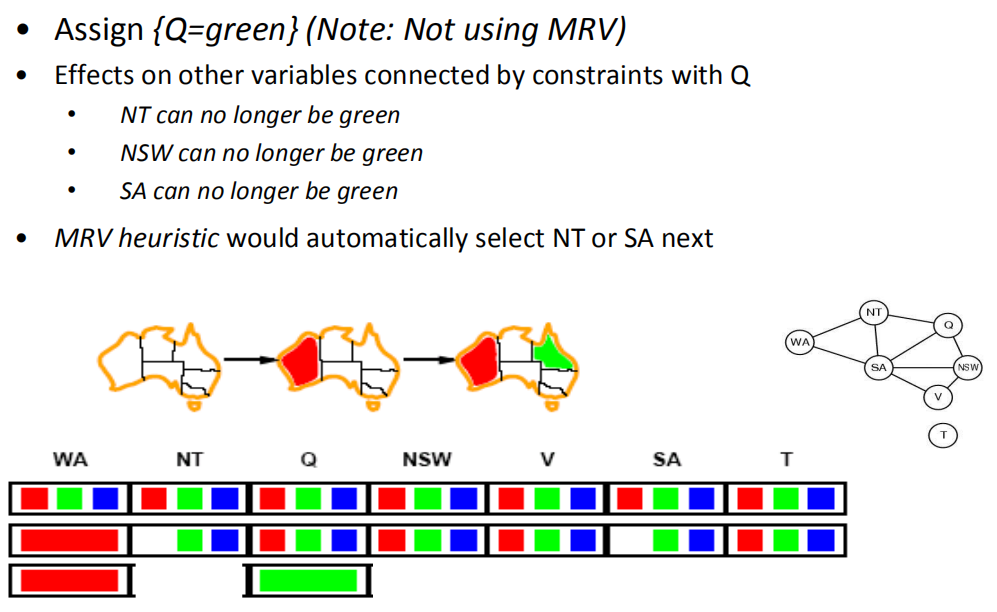 • Assign {Q=green} (Note: Not using MRV)
• Effects on other variables connected by constraints with Q
• NT can no longer be green
• NSW can no longer be green
• SA can no longer be green
• MRV heuristic would automatically select NT or SA next
NT
Q
WA
SA
NSW
V
T
WA NT Q NSW V SA T